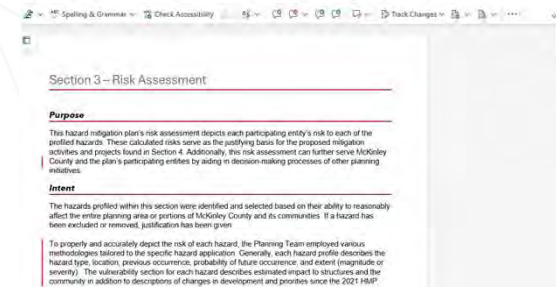 Spelling & Grammar Check Accessibility Track Changes
Section 3 – Risk Assessment
Purpose
This hazard mitigation plan's risk assessment depicts each participating entity's risk to each of the
profiled hazards. These calculated risks serve as the justifying basis for the proposed mitigation
activities and projects found in Section 4. Additionally, this risk assessment can further serve McKinley
County and the plan's participating entities by aiding in decision-making processes of other planning
initiatives.
Intent
The hazards profiled within this section were identified and selected based on their ability to reasonably
affect the entire planning area or portions of McKinley County and its communities. If a hazard has
been excluded or removed, justification has been given.
To properly and accurately depict the risk of each hazard, the Planning Team employed various
methodologies tailored to the specific hazard application. Generally, each hazard profile describes the
hazard type, location, previous occurrence, probability of future occurrence, and extent (magnitude or
severity). The vulnerability section for each hazard describes estimated impact to structures and the
community in addition to descriptions of changes in development and priorities since the 2021 HMP